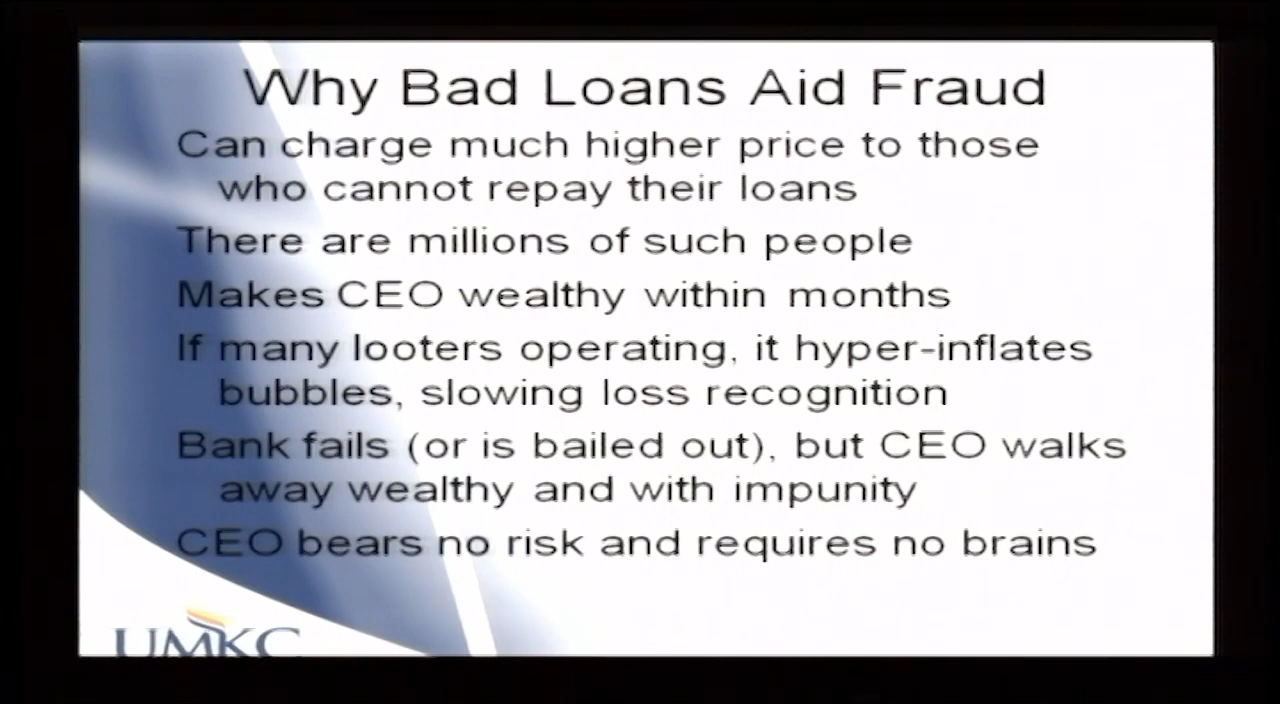 Why Bad Loans Aid Fraud
Can charge much higher price to those
who cannot repay their loans
There are millions of such people
Makes CEO wealthy within months
If many looters operating, it hyper-inflates
bubbles, slowing loss recognition
Bank fails (or is bailed out), but CEO walks
away wealthy and with impunity
CEO bears no risk and requires no brains
UMKC